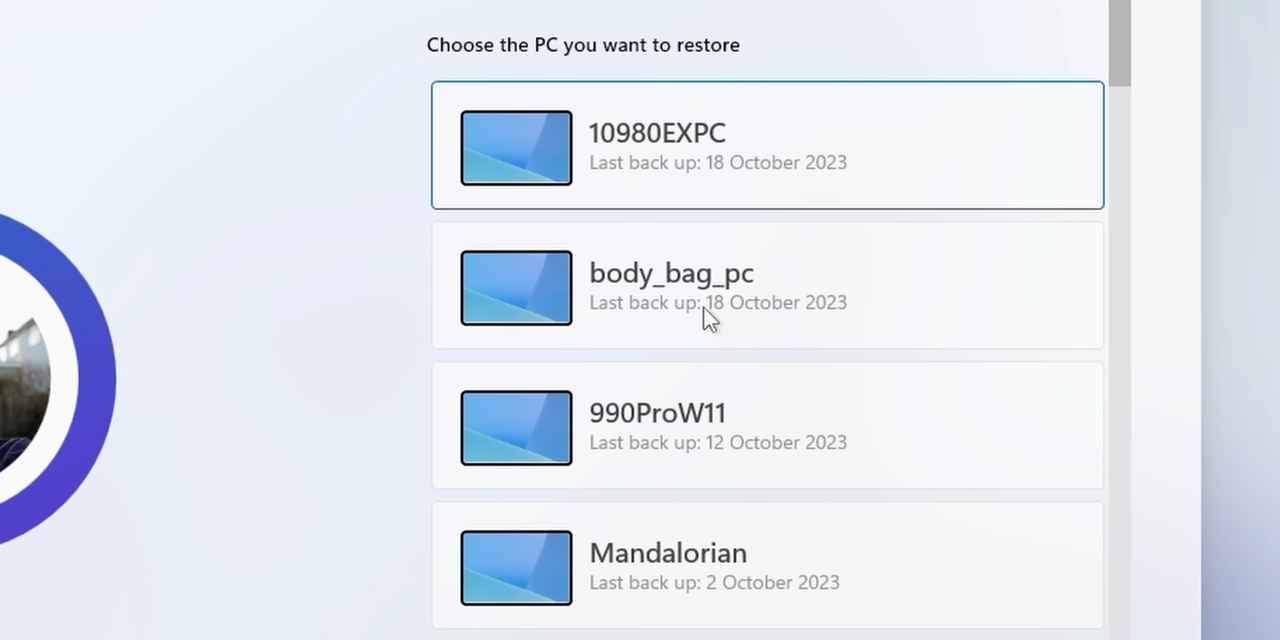 Choose the PC you want to restore
10980EXPC
Last back up: 18 October 2023
body_bag_pc
Last back up: 18 October 2023
990ProW11
Last back up: 12 October 2023
Mandalorian
Last back up: 2 October 2023